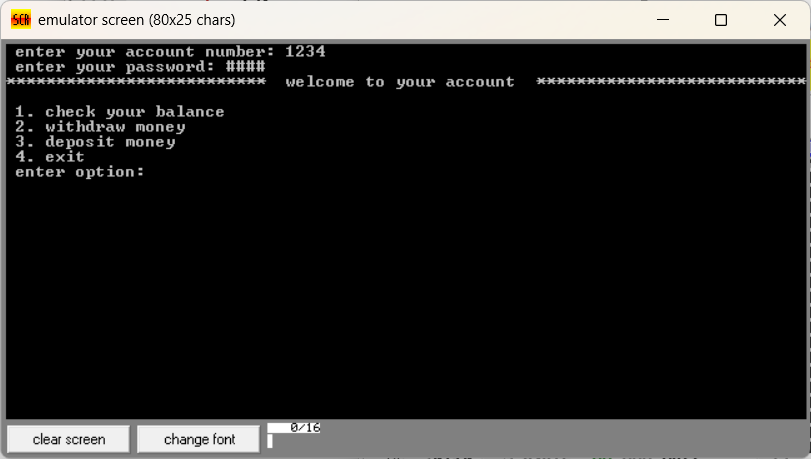 emulator screen (80x25 chars)
enter your account number: 1234
enter your password: ####
************************** welcome to your account ***************************
1. check your balance
2. withdraw money
3. deposit money
4. exit
enter option:
clear screen change font 0/16